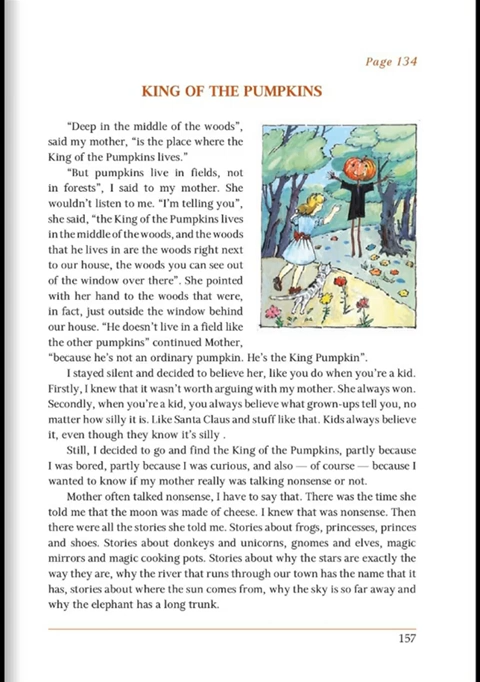 Page 134
KING OF THE PUMPKINS
“Deep in the middle of the woods”,
said my mother, “is the place where the
King of the Pumpkins lives.”
“But pumpkins live in fields, not
in forests”, I said to my mother. She
wouldn’t listen to me. “I’m telling you”,
she said, “the King of the Pumpkins lives
in the middle of the woods, and the woods
that he lives in are the woods right next
to our house, the woods you can see out
of the window over there”. She pointed
with her hand to the woods that were,
in fact, just outside the window behind
our house. “He doesn’t live in a field like
the other pumpkins” continued Mother,
“because he’s not an ordinary pumpkin. He’s the King Pumpkin”.
I stayed silent and decided to believe her, like you do when you’re a kid.
Firstly, I knew that it wasn’t worth arguing with my mother. She always won.
Secondly, when you’re a kid, you always believe what grown-ups tell you, no
matter how silly it is. Like Santa Claus and stuff like that. Kids always believe
it, even though they know it’s silly .
Still, I decided to go and find the King of the Pumpkins, partly because
I was bored, partly because I was curious, and also — of course — because I
wanted to know if my mother really was talking nonsense or not.
Mother often talked nonsense, I have to say that. There was the time she
told me that the moon was made of cheese. I knew that was nonsense. Then
there were all the stories she told me. Stories about frogs, princesses, princes
and shoes. Stories about donkeys and unicorns, gnomes and elves, magic
mirrors and magic cooking pots. Stories about why the stars are exactly the
way they are, why the river that runs through our town has the name that it
has, stories about where the sun comes from, why the sky is so far away and
why the elephant has a long trunk.
157